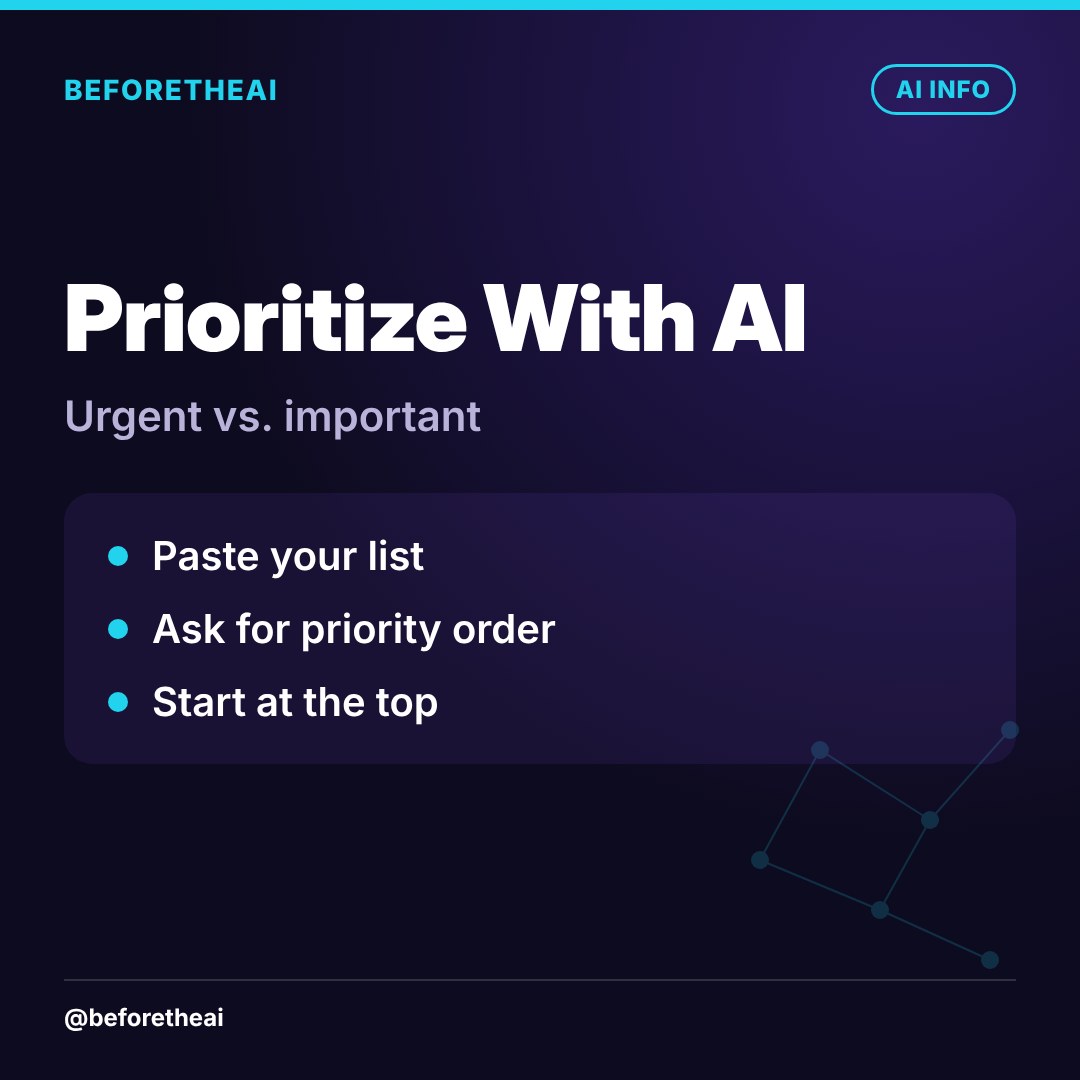 BEFORETHEAI
AI INFO
Prioritize With AI
Urgent vs. important
Paste your list
Ask for priority order
Start at the top
@beforetheai